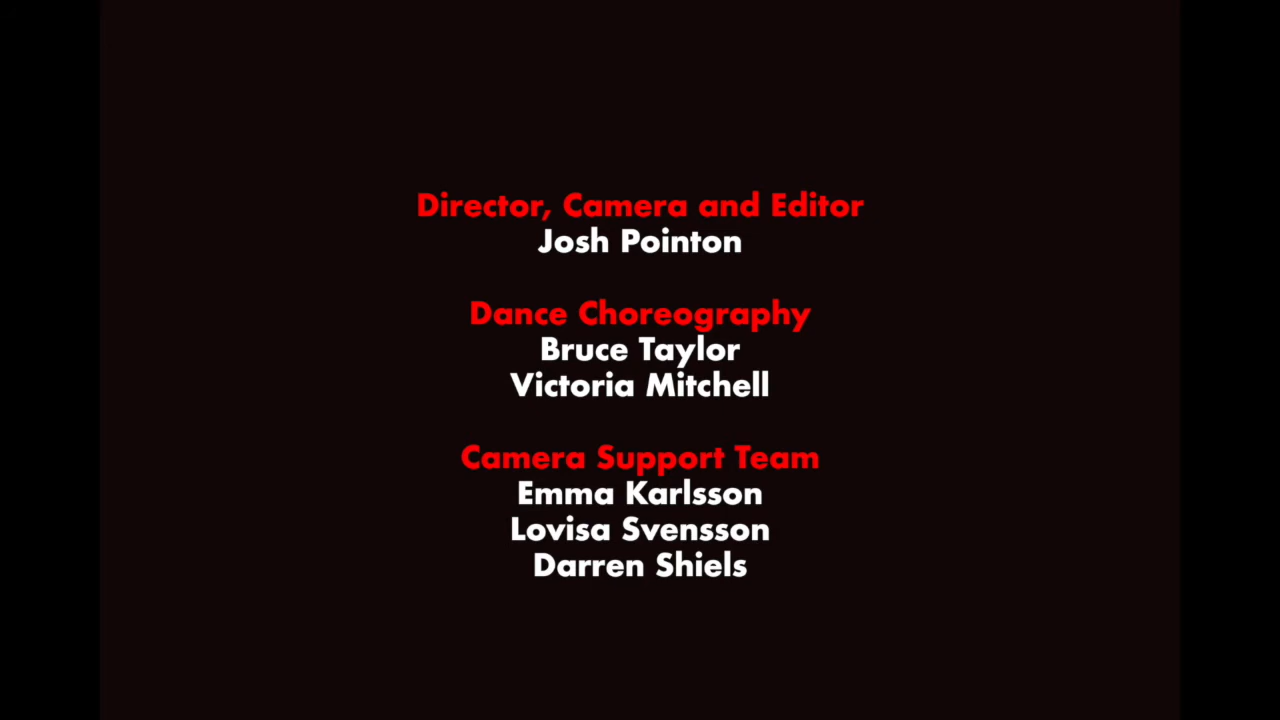 Director, Camera and Editor
Josh Pointon
Dance Choreography
Bruce Taylor
Victoria Mitchell
Camera Support Team
Emma Karlsson
Lovisa Svensson
Darren Shiels